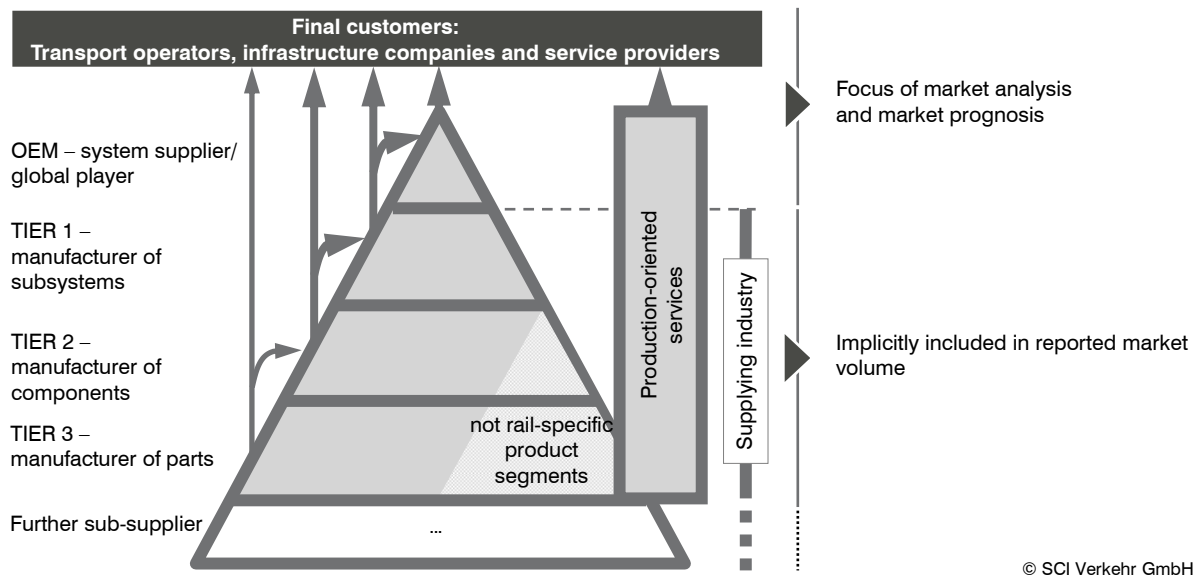 Final customers:
Transport operators, infrastructure companies and service providers
Focus of market analysis
and market prognosis
OEM – system supplier/
global player
TIER 1 –
manufacturer of
subsystems
TIER 2 –
manufacturer of
components
TIER 3 –
manufacturer of parts
Further sub-supplier
not rail-specific
product
segments
...
Production-oriented
services
Supplying industry
Implicitly included in reported market
volume
© SCI Verkehr GmbH